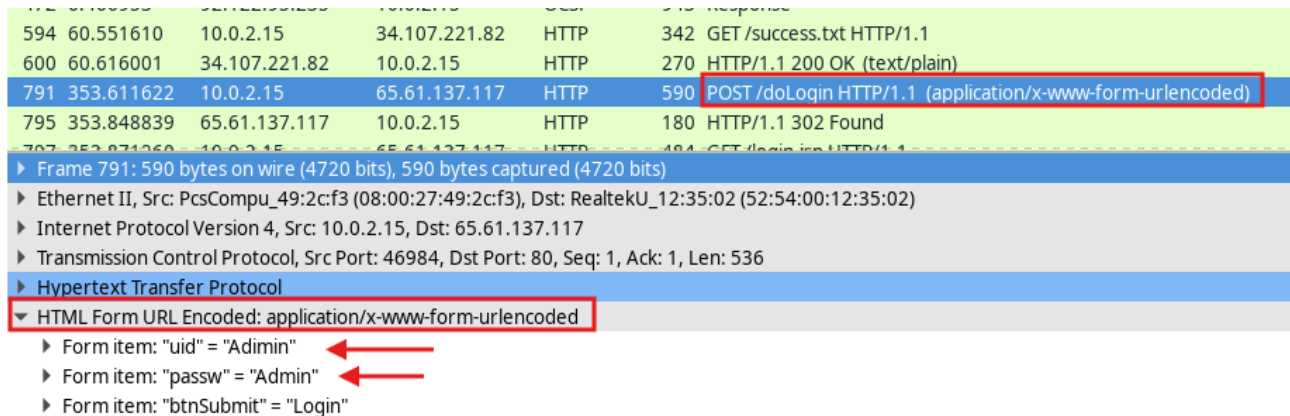 594 60.551610 10.0.2.15 34.107.221.82 HTTP 342 GET /success.txt HTTP/1.1
600 60.616001 34.107.221.82 10.0.2.15 HTTP 270 HTTP/1.1 200 OK (text/plain)
791 353.611622 10.0.2.15 65.61.137.117 HTTP 590 POST /doLogin HTTP/1.1 (application/x-www-form-urlencoded)
795 353.848839 65.61.137.117 10.0.2.15 HTTP 180 HTTP/1.1 302 Found
Frame 791: 590 bytes on wire (4720 bits), 590 bytes captured (4720 bits)
Ethernet II, Src: PcsCompu_49:2c:f3 (08:00:27:49:2c:f3), Dst: RealtekU_12:35:02 (52:54:00:12:35:02)
Internet Protocol Version 4, Src: 10.0.2.15, Dst: 65.61.137.117
Transmission Control Protocol, Src Port: 46984, Dst Port: 80, Seq: 1, Ack: 1, Len: 536
Hypertext Transfer Protocol
HTML Form URL Encoded: application/x-www-form-urlencoded
Form item: "uid" = "Adimin"
Form item: "passw" = "Admin"
Form item: "btnSubmit" = "Login"